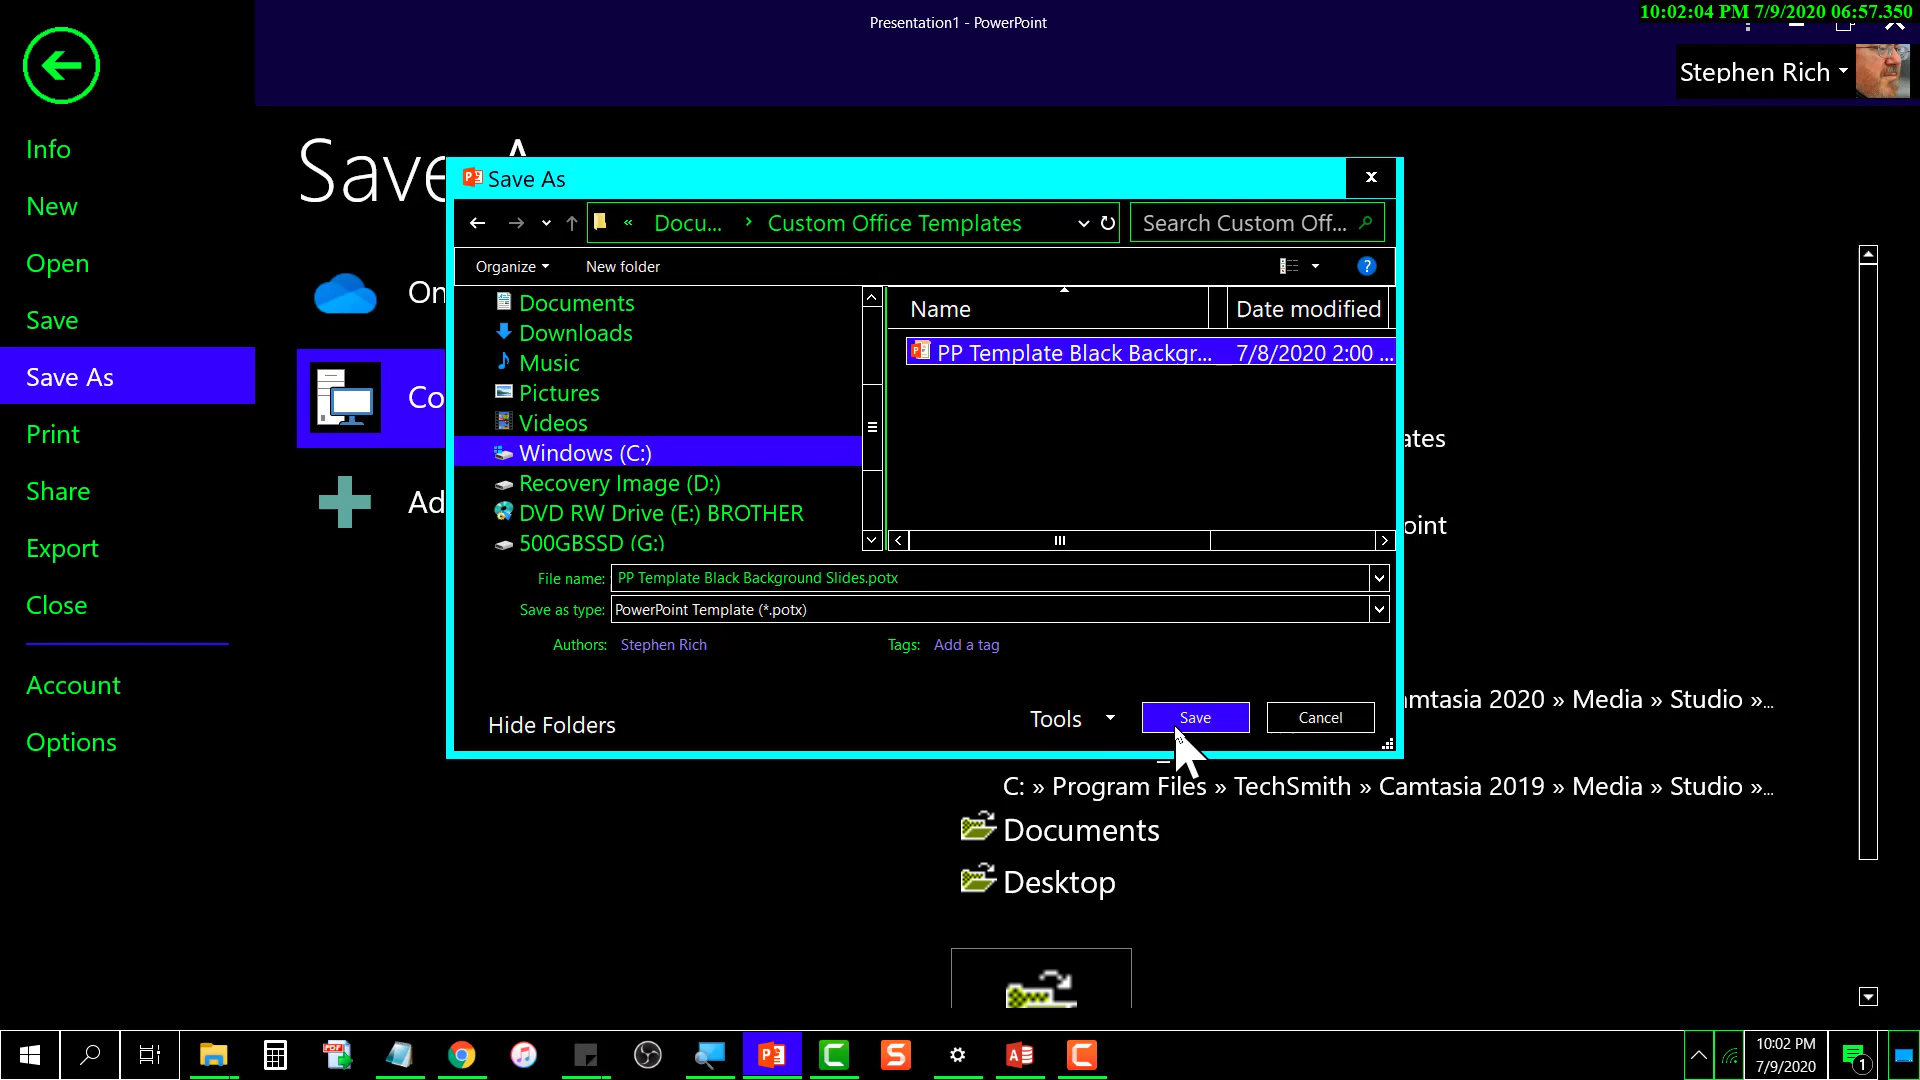 Presentation1 - PowerPoint
10:02:04 PM 7/9/2020 06:57.350
Stephen Rich
Info
New
Open
Save
Save As
Print
Share
Export
Close
Account
Options
Save A
On
Co
Ad
Save As
« Docu... › Custom Office Templates
Search Custom Off...
Organize
New folder
?
Documents
Downloads
Music
Pictures
Videos
Windows (C:)
Recovery Image (D:)
DVD RW Drive (E:) BROTHER
500GBSSD (G:)
Name
Date modified
PP Template Black Backgr...
7/8/2020 2:00 ...
File name:
PP Template Black Background Slides.potx
Save as type:
PowerPoint Template (*.potx)
Authors:
Stephen Rich
Tags:
Add a tag
Hide Folders
Tools
Save
Cancel
ates
oint
mtasia 2020 » Media » Studio »...
C: » Program Files » TechSmith » Camtasia 2019 » Media » Studio »...
Documents
Desktop
10:02 PM
7/9/2020
1